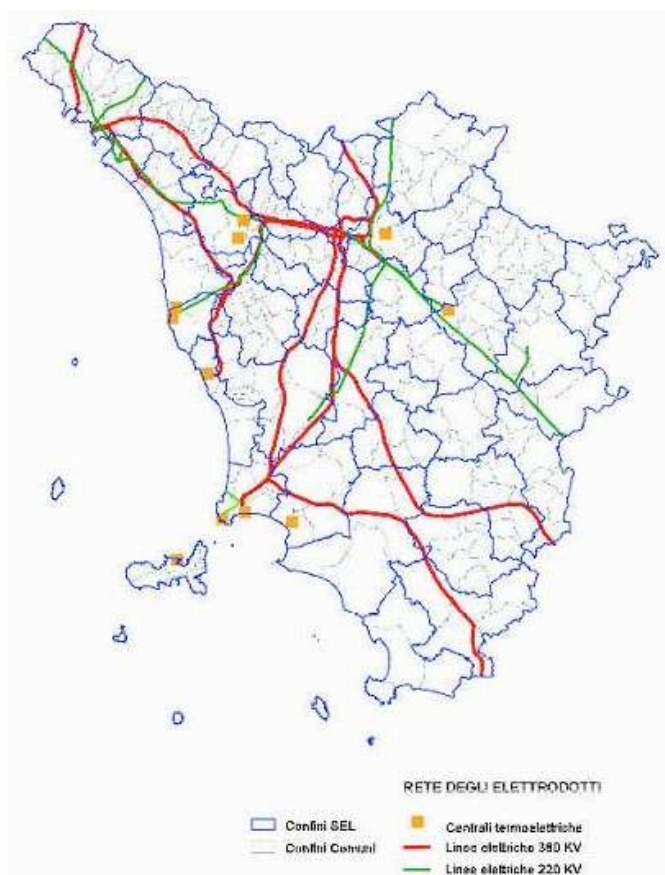 RETE DEGLI ELETTRODOTTI
Confini SEL
Confini Comuni
Centrali termoelettriche
Linee elettriche 380 KV
Linee elettriche 220 KV